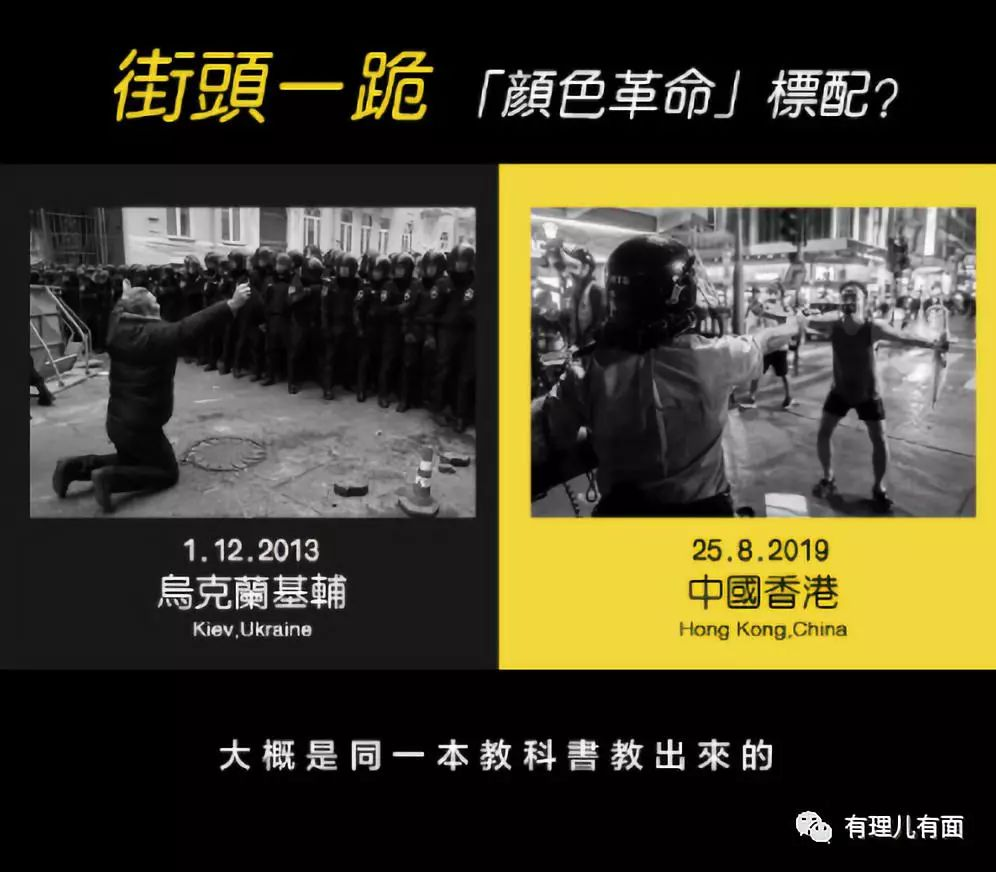 街頭一跪「顔色革命」標配?
1.12.2013
烏克蘭基輔
Kiev,Ukraine
25.8.2019
中國香港
Hong Kong,China
大概是同一本教科書教出來的
有理儿有面